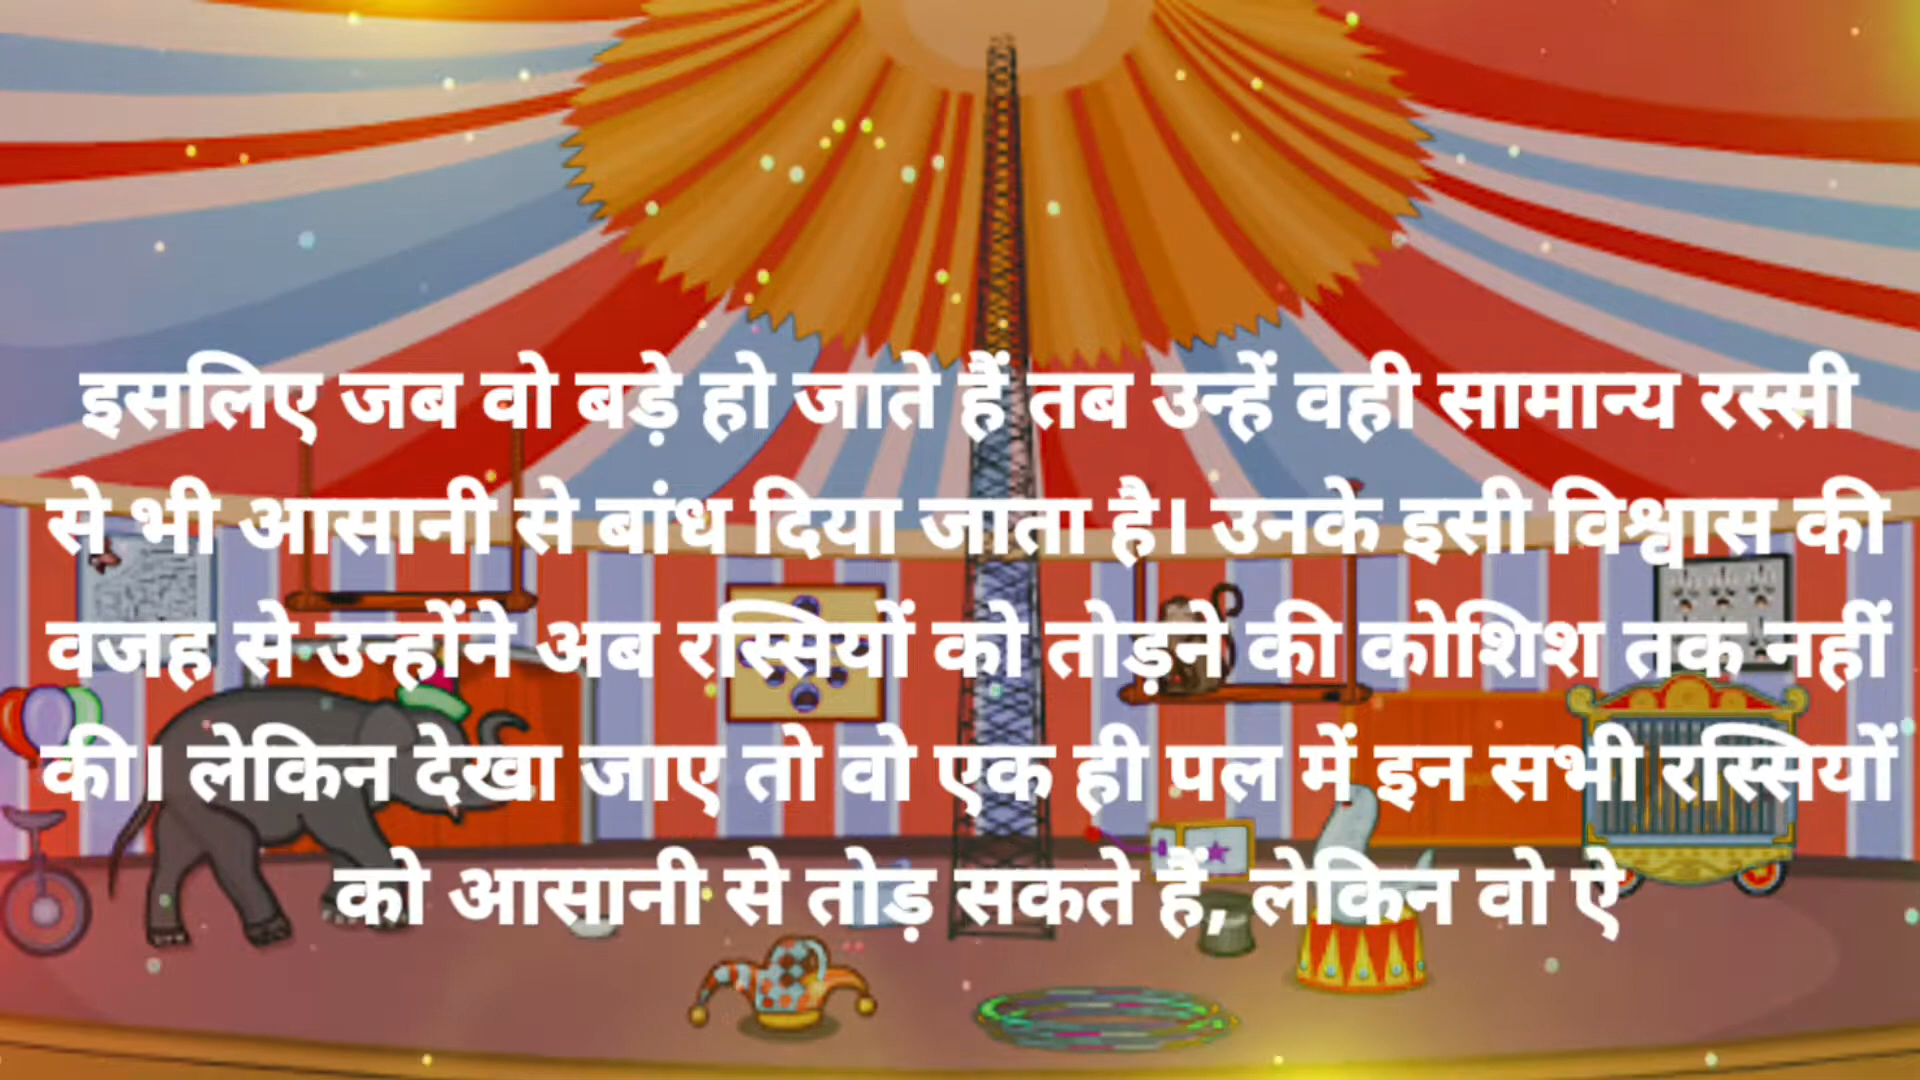 इसलिए जब वो बड़े हो जाते हैं तब उन्हें वही सामान्य रस्सी
से भी आसानी से बांध दिया जाता है। उनके इसी विश्वास की
वजह से उन्होंने अब रस्सियों को तोड़ने की कोशिश तक नहीं
की। लेकिन देखा जाए तो वो एक ही पल में इन सभी रस्सियों
को आसानी से तोड़ सकते हैं, लेकिन वो ऐ